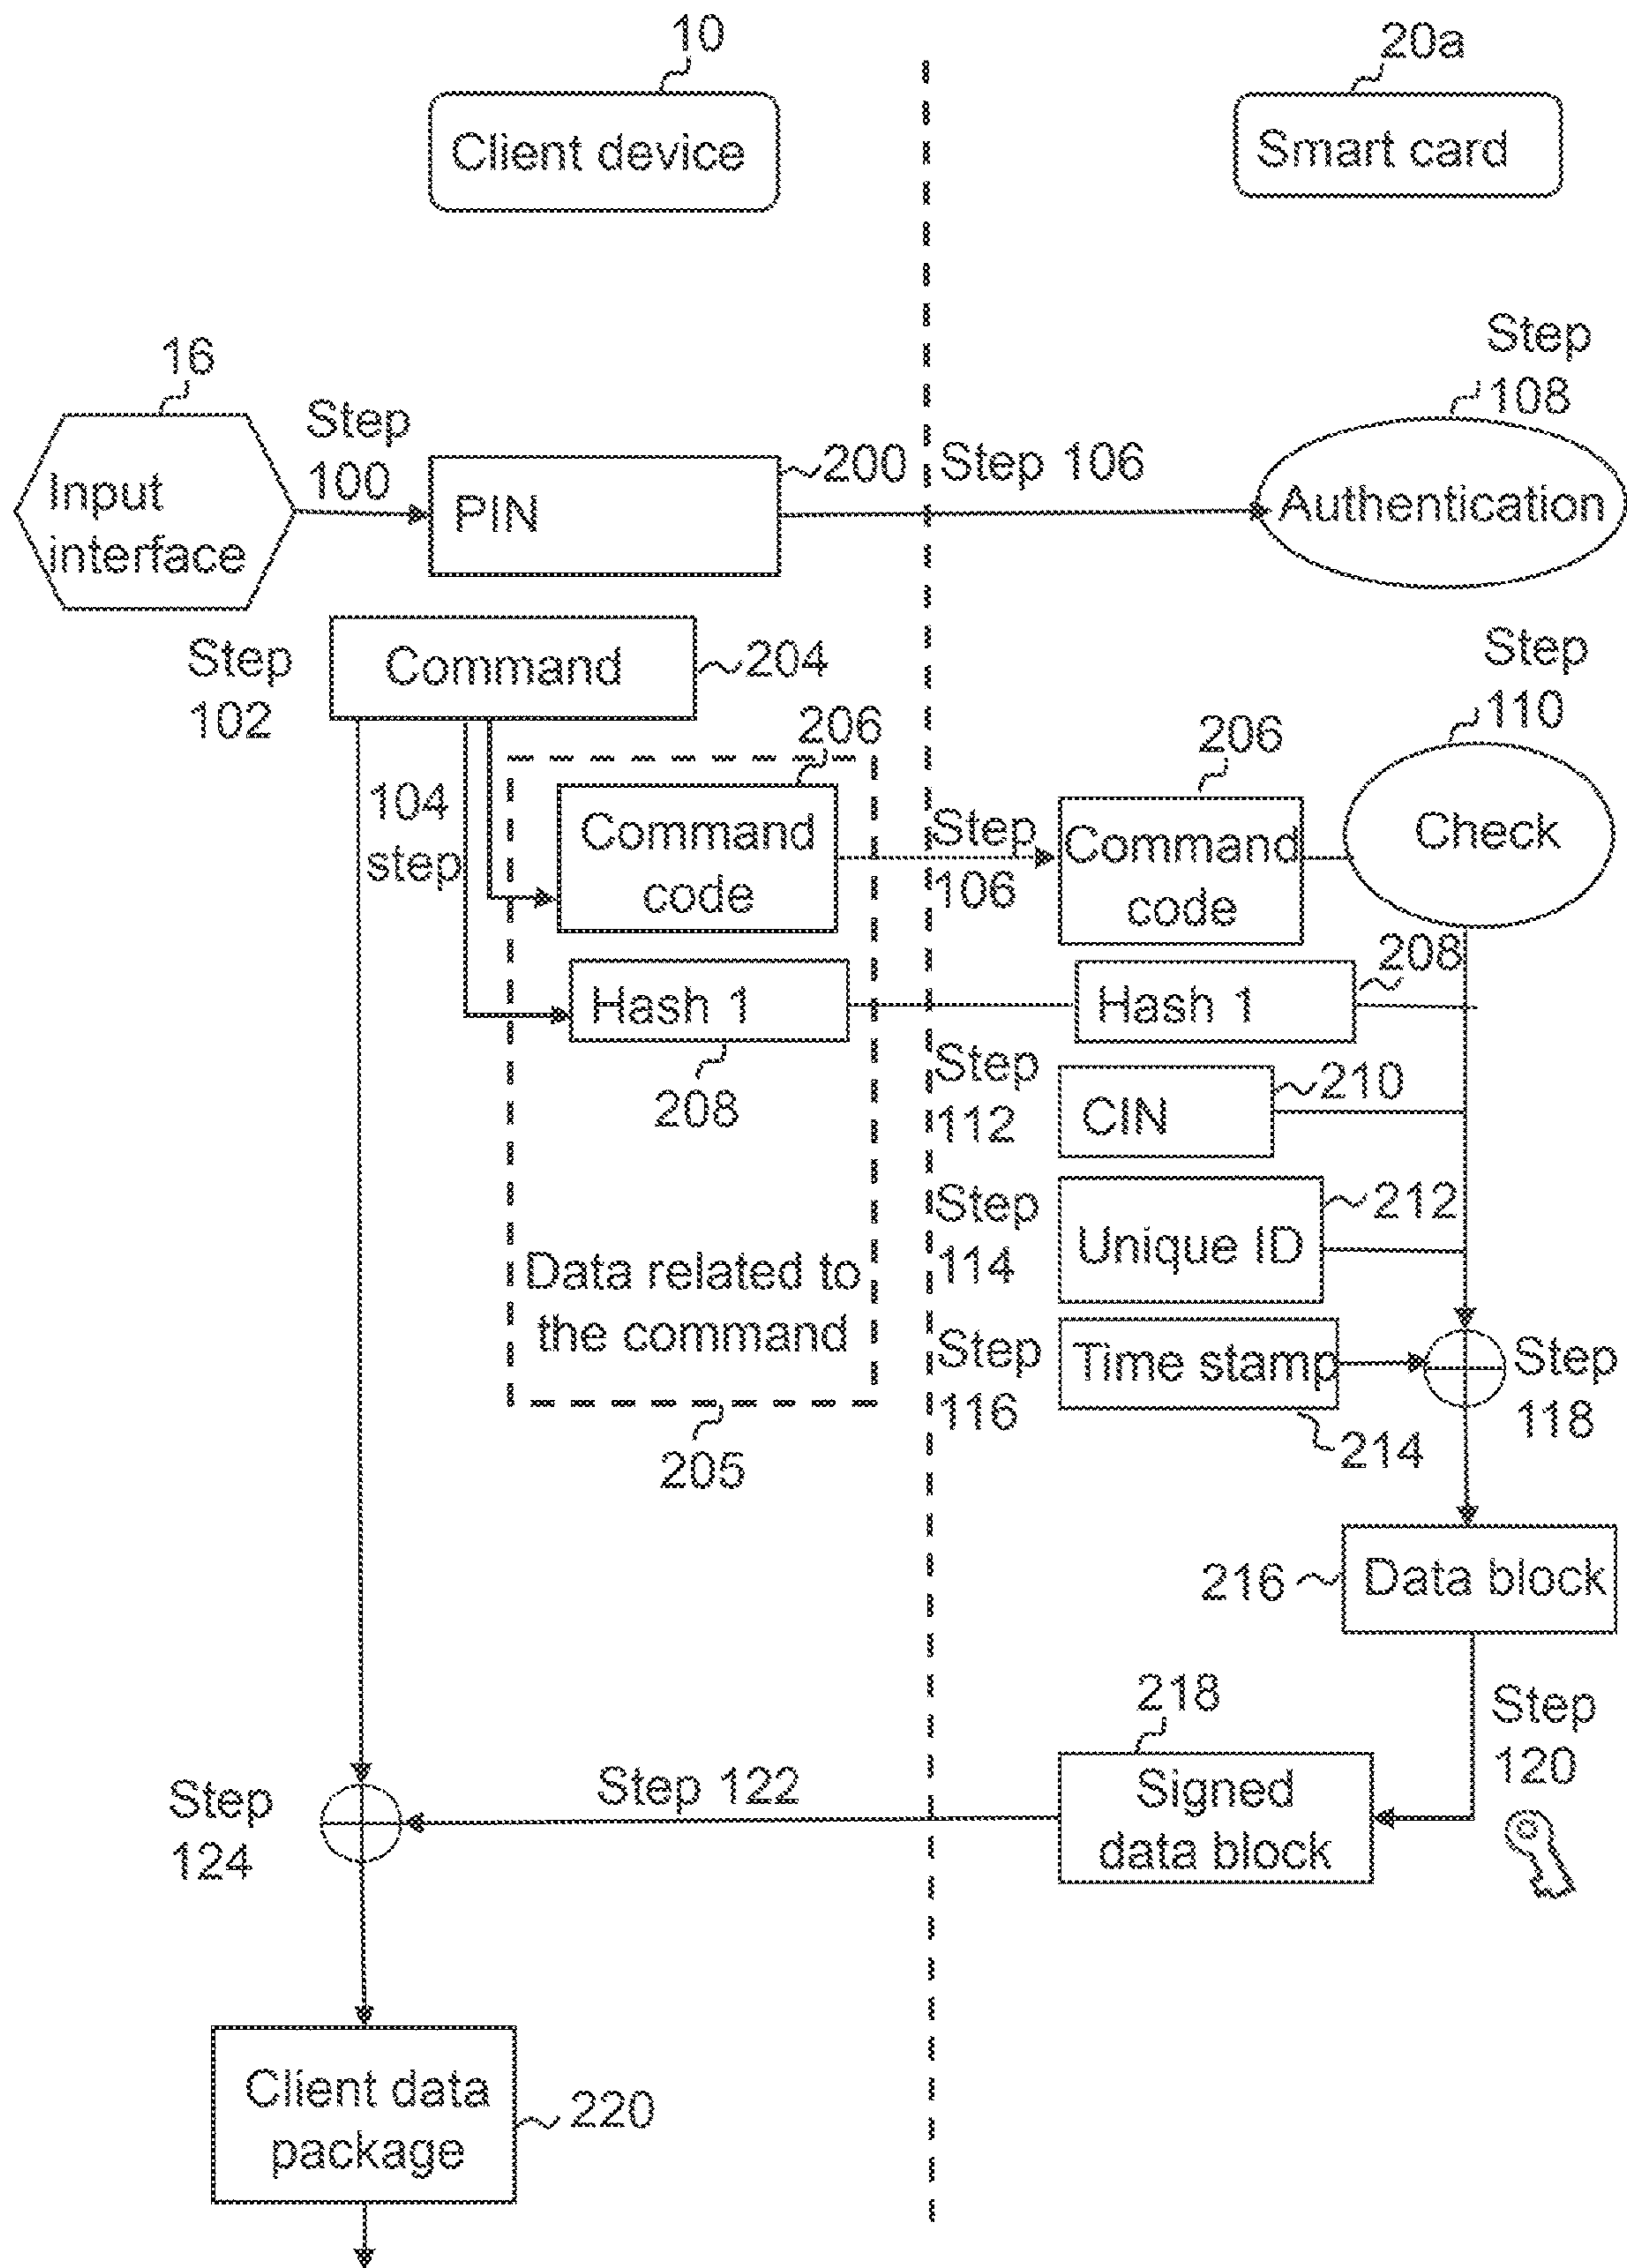 10
20a
Client device
Smart card
16
Step
100
Input
interface
PIN
200
Step 106
Step
108
Authentication
Step
102
Command
204
Step
110
206
206
104
step
Command
code
Step
106
Command
code
Check
Hash 1
208
Hash 1
208
Step
112
CIN
210
Step
114
Unique ID
212
Data related to
the command
205
Step
116
Time stamp
214
Step
118
216
Data block
218
Step
120
Step
124
Step 122
Signed
data block
Client data
package
220